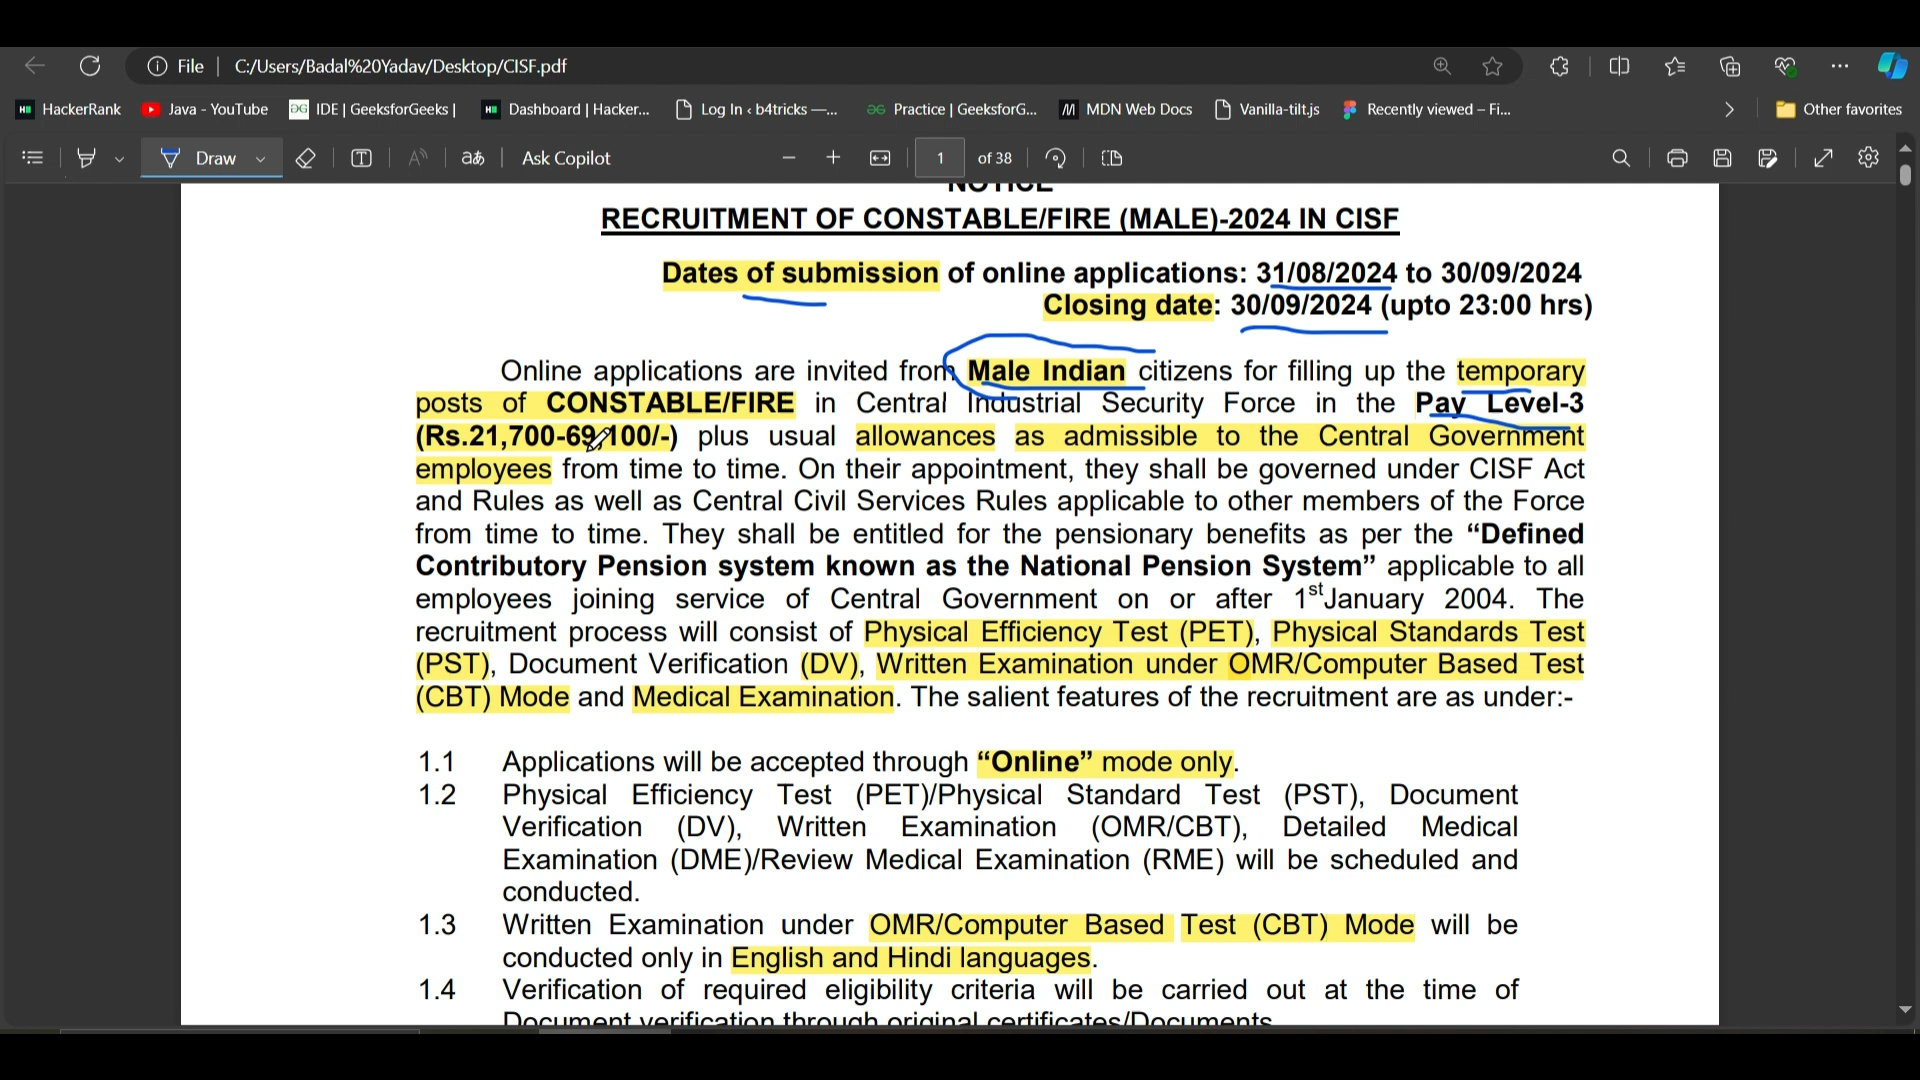 File
C:/Users/Badal%20Yadav/Desktop/CISF.pdf
HackerRank
Java - YouTube
IDE | GeeksforGeeks |
Dashboard | Hacker...
Log In ‹ b4tricks —...
Practice | GeeksforG...
MDN Web Docs
Vanilla-tilt.js
Recently viewed – Fi...
Other favorites
Draw
Ask Copilot
1 of 38
NOTICE
RECRUITMENT OF CONSTABLE/FIRE (MALE)-2024 IN CISF
Dates of submission of online applications: 31/08/2024 to 30/09/2024
Closing date: 30/09/2024 (upto 23:00 hrs)
Online applications are invited from Male Indian citizens for filling up the temporary
posts of CONSTABLE/FIRE in Central Industrial Security Force in the Pay Level-3
(Rs.21,700-69,100/-) plus usual allowances as admissible to the Central Government
employees from time to time. On their appointment, they shall be governed under CISF Act
and Rules as well as Central Civil Services Rules applicable to other members of the Force
from time to time. They shall be entitled for the pensionary benefits as per the “Defined
Contributory Pension system known as the National Pension System” applicable to all
employees joining service of Central Government on or after 1stJanuary 2004. The
recruitment process will consist of Physical Efficiency Test (PET), Physical Standards Test
(PST), Document Verification (DV), Written Examination under OMR/Computer Based Test
(CBT) Mode and Medical Examination. The salient features of the recruitment are as under:-
1.1 Applications will be accepted through “Online” mode only.
1.2 Physical Efficiency Test (PET)/Physical Standard Test (PST), Document
Verification (DV), Written Examination (OMR/CBT), Detailed Medical
Examination (DME)/Review Medical Examination (RME) will be scheduled and
conducted.
1.3 Written Examination under OMR/Computer Based Test (CBT) Mode will be
conducted only in English and Hindi languages.
1.4 Verification of required eligibility criteria will be carried out at the time of
Document verification through original certificates/Documents.